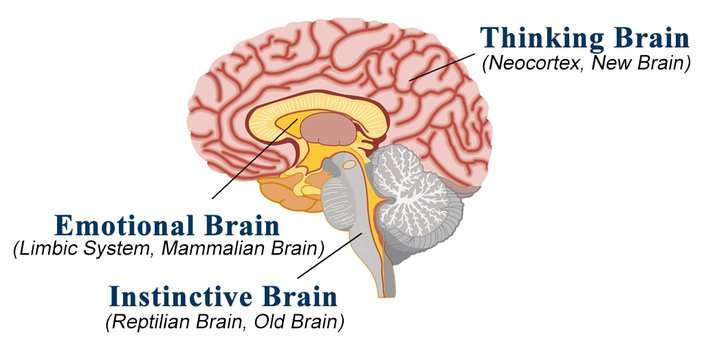 Thinking Brain
(Neocortex, New Brain)
Emotional Brain
(Limbic System, Mammalian Brain)
Instinctive Brain
(Reptilian Brain, Old Brain)